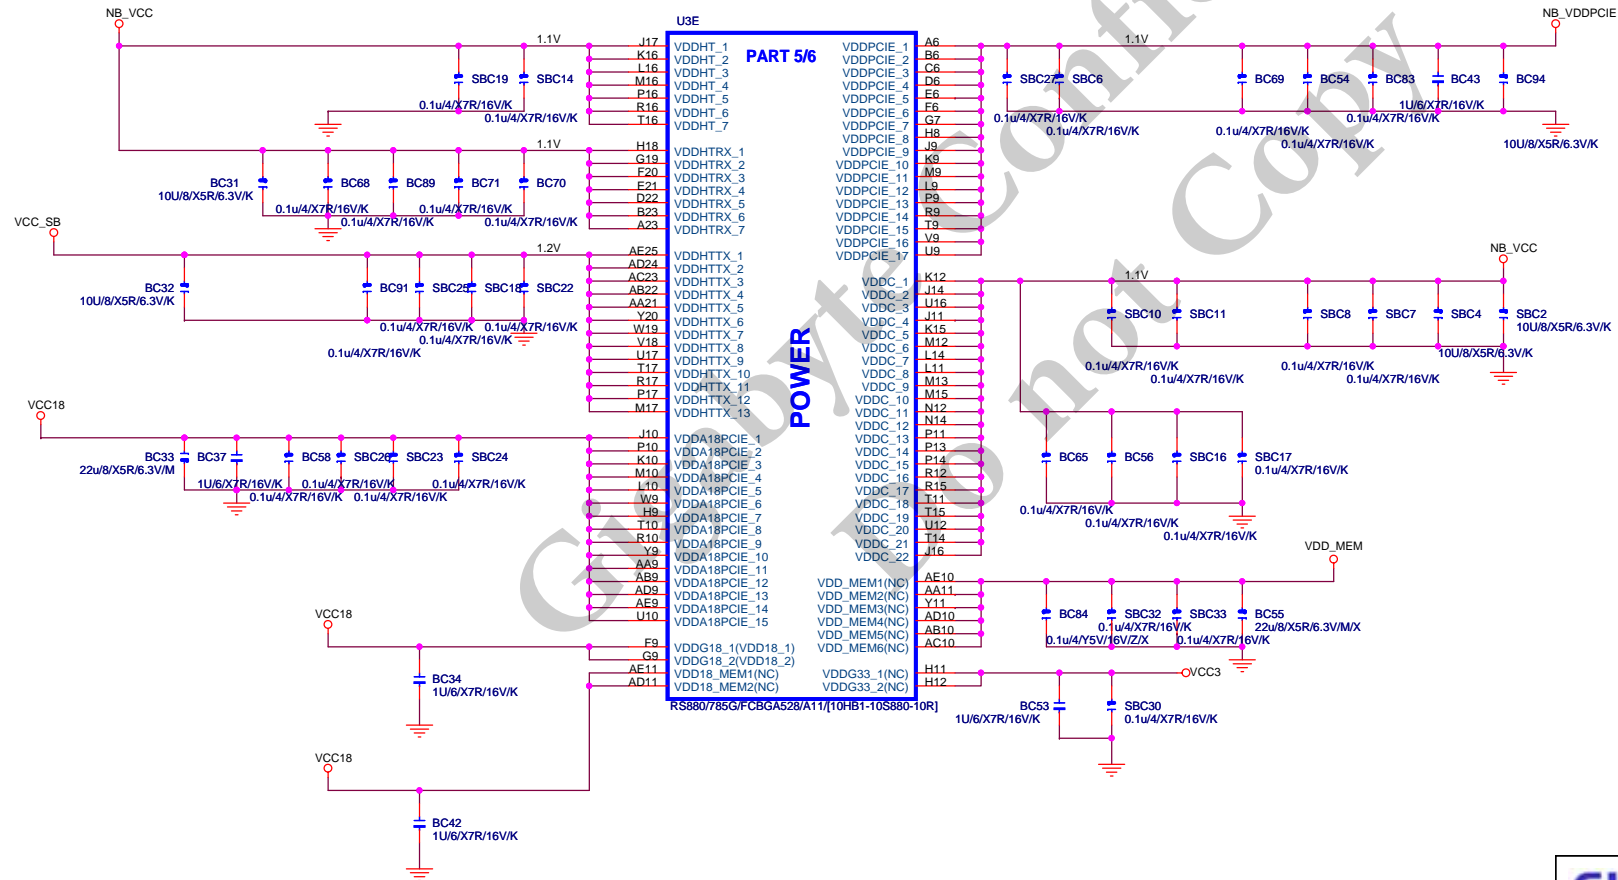 NB_VCC
U3E
NB_VDDPCIE
PART 5/6
POWER
1.1V
SBC19
SBC14
0.1u/4/X7R/16V/K
0.1u/4/X7R/16V/K
J17 VDDHT_1
K16 VDDHT_2
L16 VDDHT_3
M16 VDDHT_4
P16 VDDHT_5
R16 VDDHT_6
T16 VDDHT_7
1.1V
BC31
10U/8/X5R/6.3V/K
BC68
BC89
BC71
BC70
0.1u/4/X7R/16V/K
0.1u/4/X7R/16V/K
0.1u/4/X7R/16V/K
0.1u/4/X7R/16V/K
H18 VDDHTRX_1
G19 VDDHTRX_2
F20 VDDHTRX_3
E21 VDDHTRX_4
D22 VDDHTRX_5
B23 VDDHTRX_6
A23 VDDHTRX_7
VCC_SB
1.2V
BC32
10U/8/X5R/6.3V/K
BC91
SBC25
SBC18
SBC22
0.1u/4/X7R/16V/K
0.1u/4/X7R/16V/K
0.1u/4/X7R/16V/K
0.1u/4/X7R/16V/K
AE25 VDDHTTX_1
AD24 VDDHTTX_2
AC23 VDDHTTX_3
AB22 VDDHTTX_4
AA21 VDDHTTX_5
Y20 VDDHTTX_6
W19 VDDHTTX_7
V18 VDDHTTX_8
U17 VDDHTTX_9
T17 VDDHTTX_10
R17 VDDHTTX_11
P17 VDDHTTX_12
M17 VDDHTTX_13
VCC18
BC33
22u/8/X5R/6.3V/M
BC37
1U/6/X7R/16V/K
BC58
SBC26
SBC23
SBC24
0.1u/4/X7R/16V/K
0.1u/4/X7R/16V/K
0.1u/4/X7R/16V/K
0.1u/4/X7R/16V/K
J10 VDDA18PCIE_1
P10 VDDA18PCIE_2
K10 VDDA18PCIE_3
M10 VDDA18PCIE_4
L10 VDDA18PCIE_5
W9 VDDA18PCIE_6
H9 VDDA18PCIE_7
T10 VDDA18PCIE_8
R10 VDDA18PCIE_9
Y9 VDDA18PCIE_10
AA9 VDDA18PCIE_11
AB9 VDDA18PCIE_12
AD9 VDDA18PCIE_13
AE9 VDDA18PCIE_14
U10 VDDA18PCIE_15
VCC18
BC34
1U/6/X7R/16V/K
F9 VDDG18_1(VDD18_1)
G9 VDDG18_2(VDD18_2)
AE11 VDD18_MEM1(NC)
AD11 VDD18_MEM2(NC)
VCC18
BC42
1U/6/X7R/16V/K
VDDPCIE_1 A6
VDDPCIE_2 B6
VDDPCIE_3 C6
VDDPCIE_4 D6
VDDPCIE_5 E6
VDDPCIE_6 F6
VDDPCIE_7 G7
VDDPCIE_8 H8
VDDPCIE_9 J9
VDDPCIE_10 K9
VDDPCIE_11 M9
VDDPCIE_12 L9
VDDPCIE_13 P9
VDDPCIE_14 R9
VDDPCIE_15 T9
VDDPCIE_16 V9
VDDPCIE_17 U9
1.1V
SBC27
SBC6
BC69
BC54
BC83
BC43
BC94
1U/6/X7R/16V/K
0.1u/4/X7R/16V/K
0.1u/4/X7R/16V/K
0.1u/4/X7R/16V/K
0.1u/4/X7R/16V/K
0.1u/4/X7R/16V/K
10U/8/X5R/6.3V/K
NB_VCC
1.1V
VDDC_1 K12
VDDC_2 J14
VDDC_3 U16
VDDC_4 J11
VDDC_5 K15
VDDC_6 M12
VDDC_7 L14
VDDC_8 L11
VDDC_9 M13
VDDC_10 M15
VDDC_11 N12
VDDC_12 N14
VDDC_13 P11
VDDC_14 P13
VDDC_15 P14
VDDC_16 R12
VDDC_17 R15
VDDC_18 T11
VDDC_19 T15
VDDC_20 U12
VDDC_21 T14
VDDC_22 J16
SBC10
SBC11
SBC8
SBC7
SBC4
SBC2
10U/8/X5R/6.3V/K
10U/8/X5R/6.3V/K
0.1u/4/X7R/16V/K
0.1u/4/X7R/16V/K
0.1u/4/X7R/16V/K
0.1u/4/X7R/16V/K
BC65
BC56
SBC16
SBC17
0.1u/4/X7R/16V/K
0.1u/4/X7R/16V/K
0.1u/4/X7R/16V/K
0.1u/4/X7R/16V/K
VDD_MEM
VDD_MEM1(NC) AE10
VDD_MEM2(NC) AA11
VDD_MEM3(NC) Y11
VDD_MEM4(NC) AD10
VDD_MEM5(NC) AB10
VDD_MEM6(NC) AC10
BC84
SBC32
SBC33
BC55
0.1u/4/X7R/16V/K
22u/8/X5R/6.3V/M/X
0.1u/4/Y5V/16V/Z/X
0.1u/4/X7R/16V/K
VDDG33_1(NC) H11
VDDG33_2(NC) H12
VCC3
BC53
1U/6/X7R/16V/K
SBC30
0.1u/4/X7R/16V/K
RS880/785G/FCBGA528/A11/[10HB1-10S880-10R]
Do not Copy